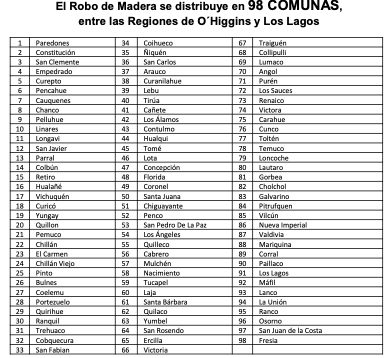 El Robo de Madera se distribuye en 98 COMUNAS,
entre las Regiones de O´Higgins y Los Lagos
1 Paredones 34 Coihueco 67 Traiguén
2 Constitución 35 Ñiquén 68 Collipulli
3 San Clemente 36 San Carlos 69 Lumaco
4 Empedrado 37 Arauco 70 Angol
5 Curepto 38 Curanilahue 71 Purén
6 Pencahue 39 Lebu 72 Los Sauces
7 Cauquenes 40 Tirúa 73 Renaico
8 Chanco 41 Cañete 74 Victoria
9 Pelluhue 42 Los Álamos 75 Carahue
10 Linares 43 Contulmo 76 Cunco
11 Longavi 44 Hualqui 77 Toltén
12 San Javier 45 Tomé 78 Temuco
13 Parral 46 Lota 79 Loncoche
14 Colbún 47 Concepción 80 Lautaro
15 Retiro 48 Florida 81 Gorbea
16 Hualañé 49 Coronel 82 Cholchol
17 Vichuquén 50 Santa Juana 83 Galvarino
18 Curicó 51 Chiguayante 84 Pitrufquen
19 Yungay 52 Penco 85 Vilcún
20 Quillon 53 San Pedro De La Paz 86 Nueva Imperial
21 Pemuco 54 Los Ángeles 87 Valdivia
22 Chillán 55 Quilleco 88 Mariquina
23 El Carmen 56 Cabrero 89 Corral
24 Chillán Viejo 57 Mulchén 90 Paillaco
25 Pinto 58 Nacimiento 91 Los Lagos
26 Bulnes 59 Tucapel 92 Máfil
27 Coelemu 60 Laja 93 Lanco
28 Portezuelo 61 Santa Bárbara 94 La Unión
29 Quirihue 62 Quilaco 95 Ranco
30 Ranquil 63 Yumbel 96 Osorno
31 Trehuaco 64 San Rosendo 97 San Juan de la Costa
32 Cobquecura 65 Ercilla 98 Fresia
33 San Fabian 66 Victoria